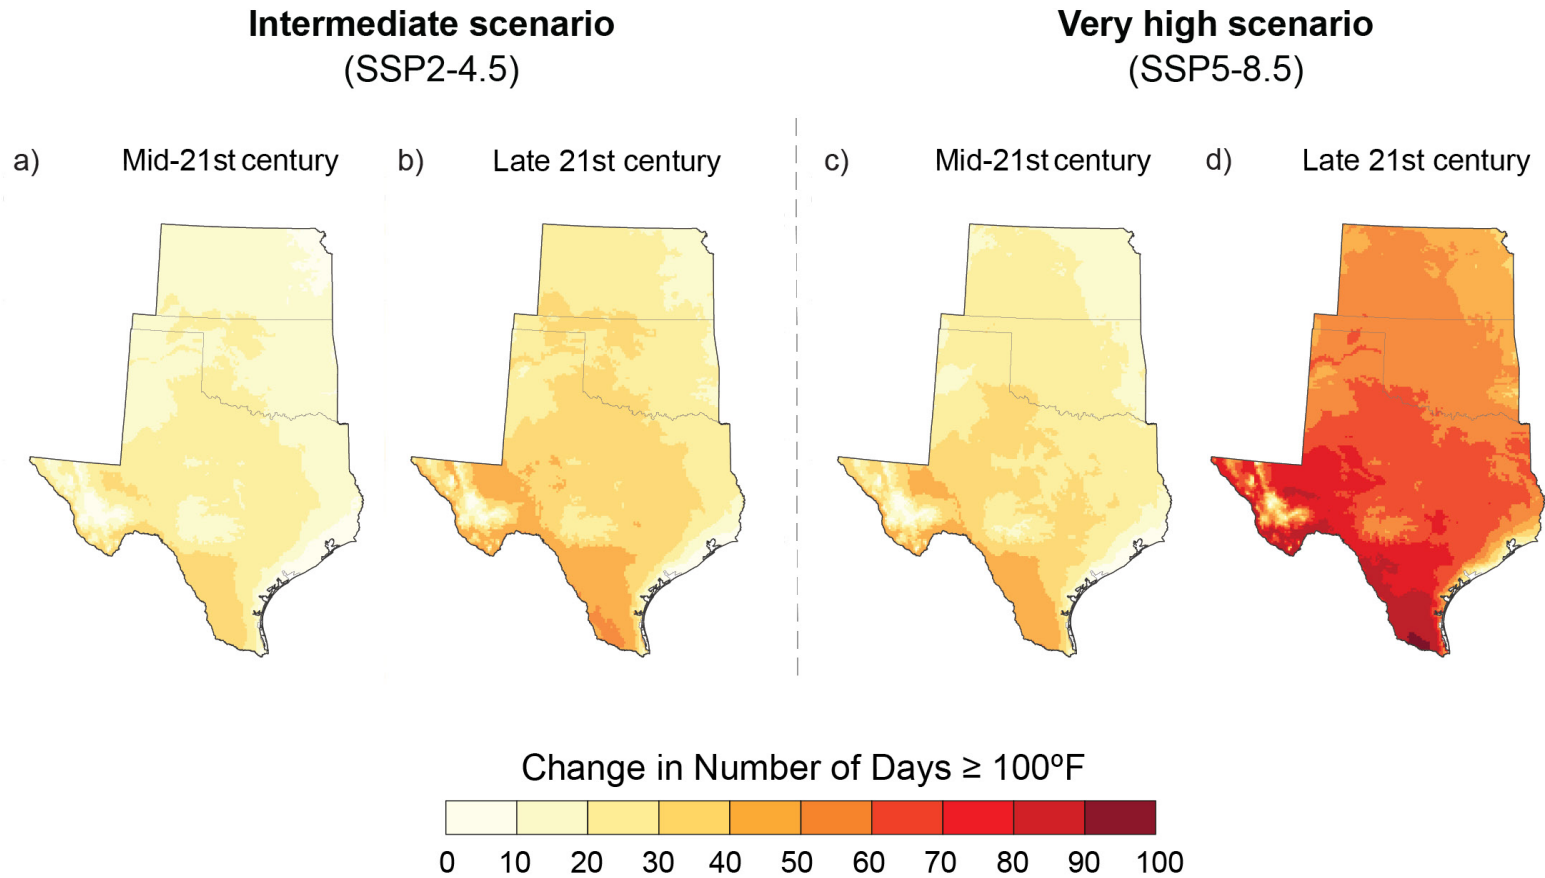 Intermediate scenario
(SSP2-4.5)
Very high scenario
(SSP5-8.5)
a) Mid-21st century
b) Late 21st century
c) Mid-21st century
d) Late 21st century
Change in Number of Days ≥ 100ºF
0 10 20 30 40 50 60 70 80 90 100